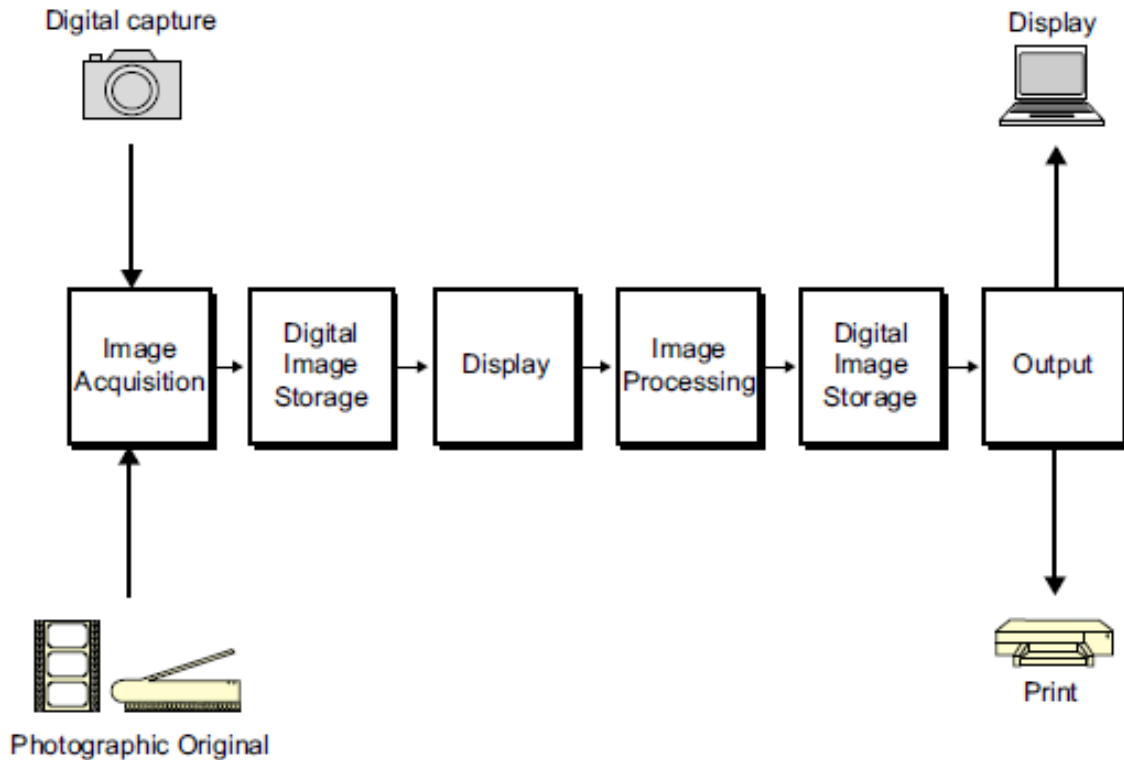 Digital capture
Display
Image
Acquisition
Digital
Image
Storage
Display
Image
Processing
Digital
Image
Storage
Output
Print
Photographic Original